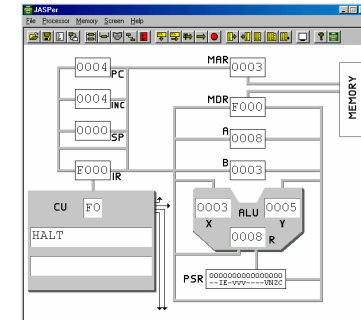 JASPer
File Processor Memory Screen Help
0004 PC
MAR 0003
0004 INC
MDR F000
0000 SP
A 0008
F000 IR
B 0003
MEMORY
CU F0
0003 X
ALU
0005 Y
HALT
0008 R
PSR 0000000000000000
--IE-vvv----VNZC